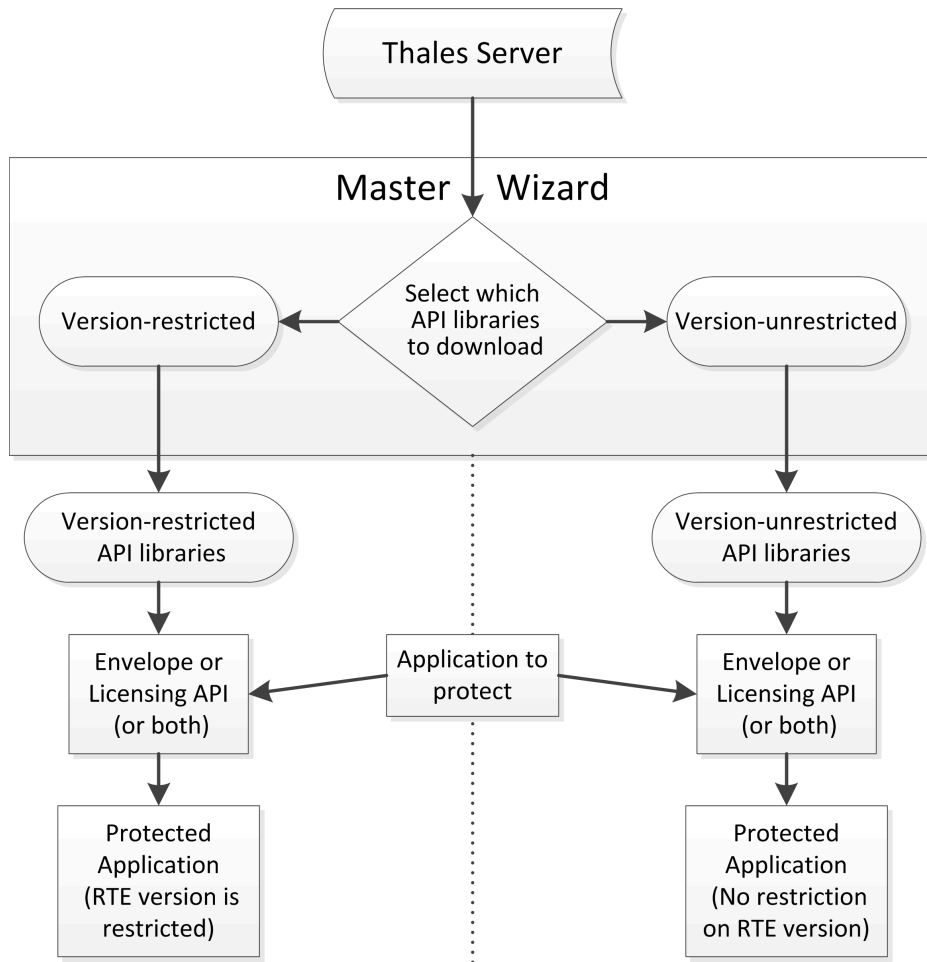 Thales Server
Master Wizard
Select which
API libraries
to download
Version-restricted
Version-unrestricted
Version-restricted
API libraries
Version-unrestricted
API libraries
Envelope or
Licensing API
(or both)
Application to
protect
Envelope or
Licensing API
(or both)
Protected
Application
(RTE version is
restricted)
Protected
Application
(No restriction
on RTE version)